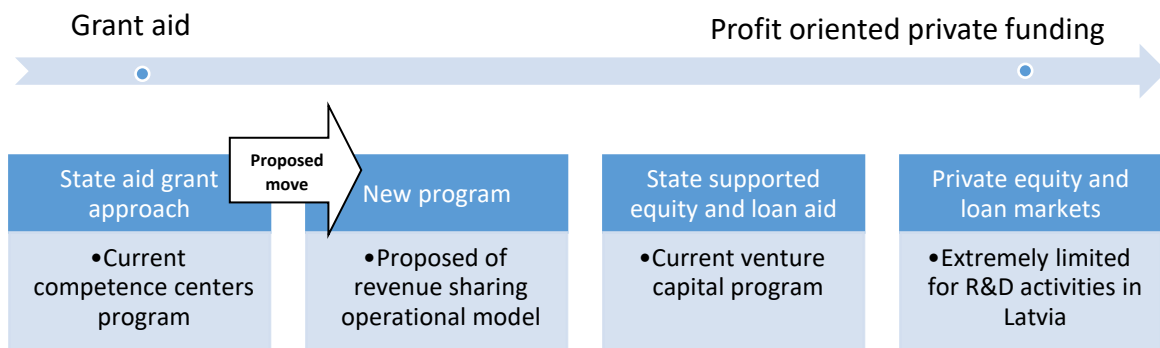 Grant aid
Profit oriented private funding
Proposed
move
State aid grant
approach
•Current
competence centers
program
New program
•Proposed of
revenue sharing
operational model
State supported
equity and loan aid
•Current venture
capital program
Private equity and
loan markets
•Extremely limited
for R&D activities in
Latvia